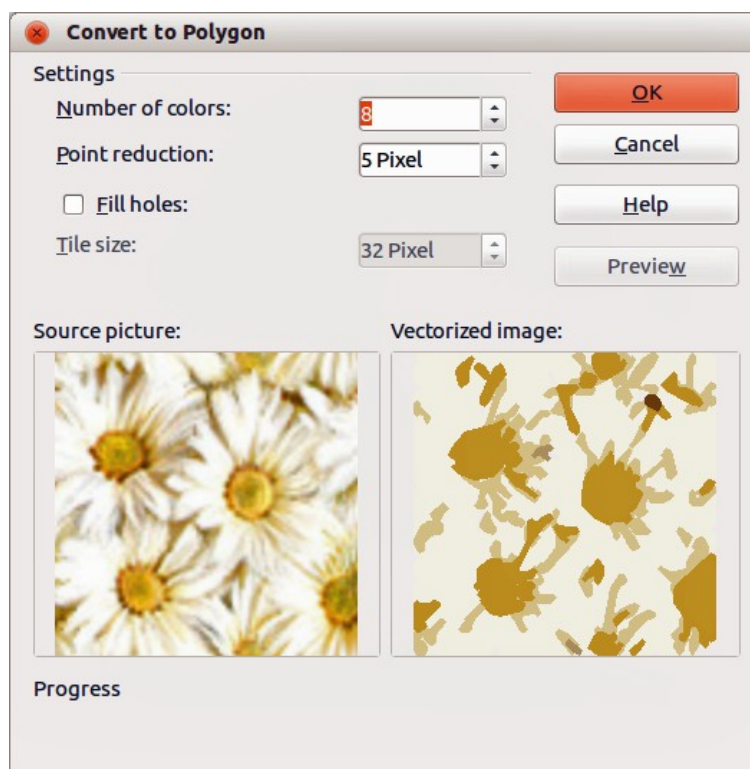 Convert to Polygon
Settings
Number of colors:
8
OK
Point reduction:
5 Pixel
Cancel
Fill holes:
Help
Tile size:
32 Pixel
Preview
Source picture:
Vectorized image:
Progress